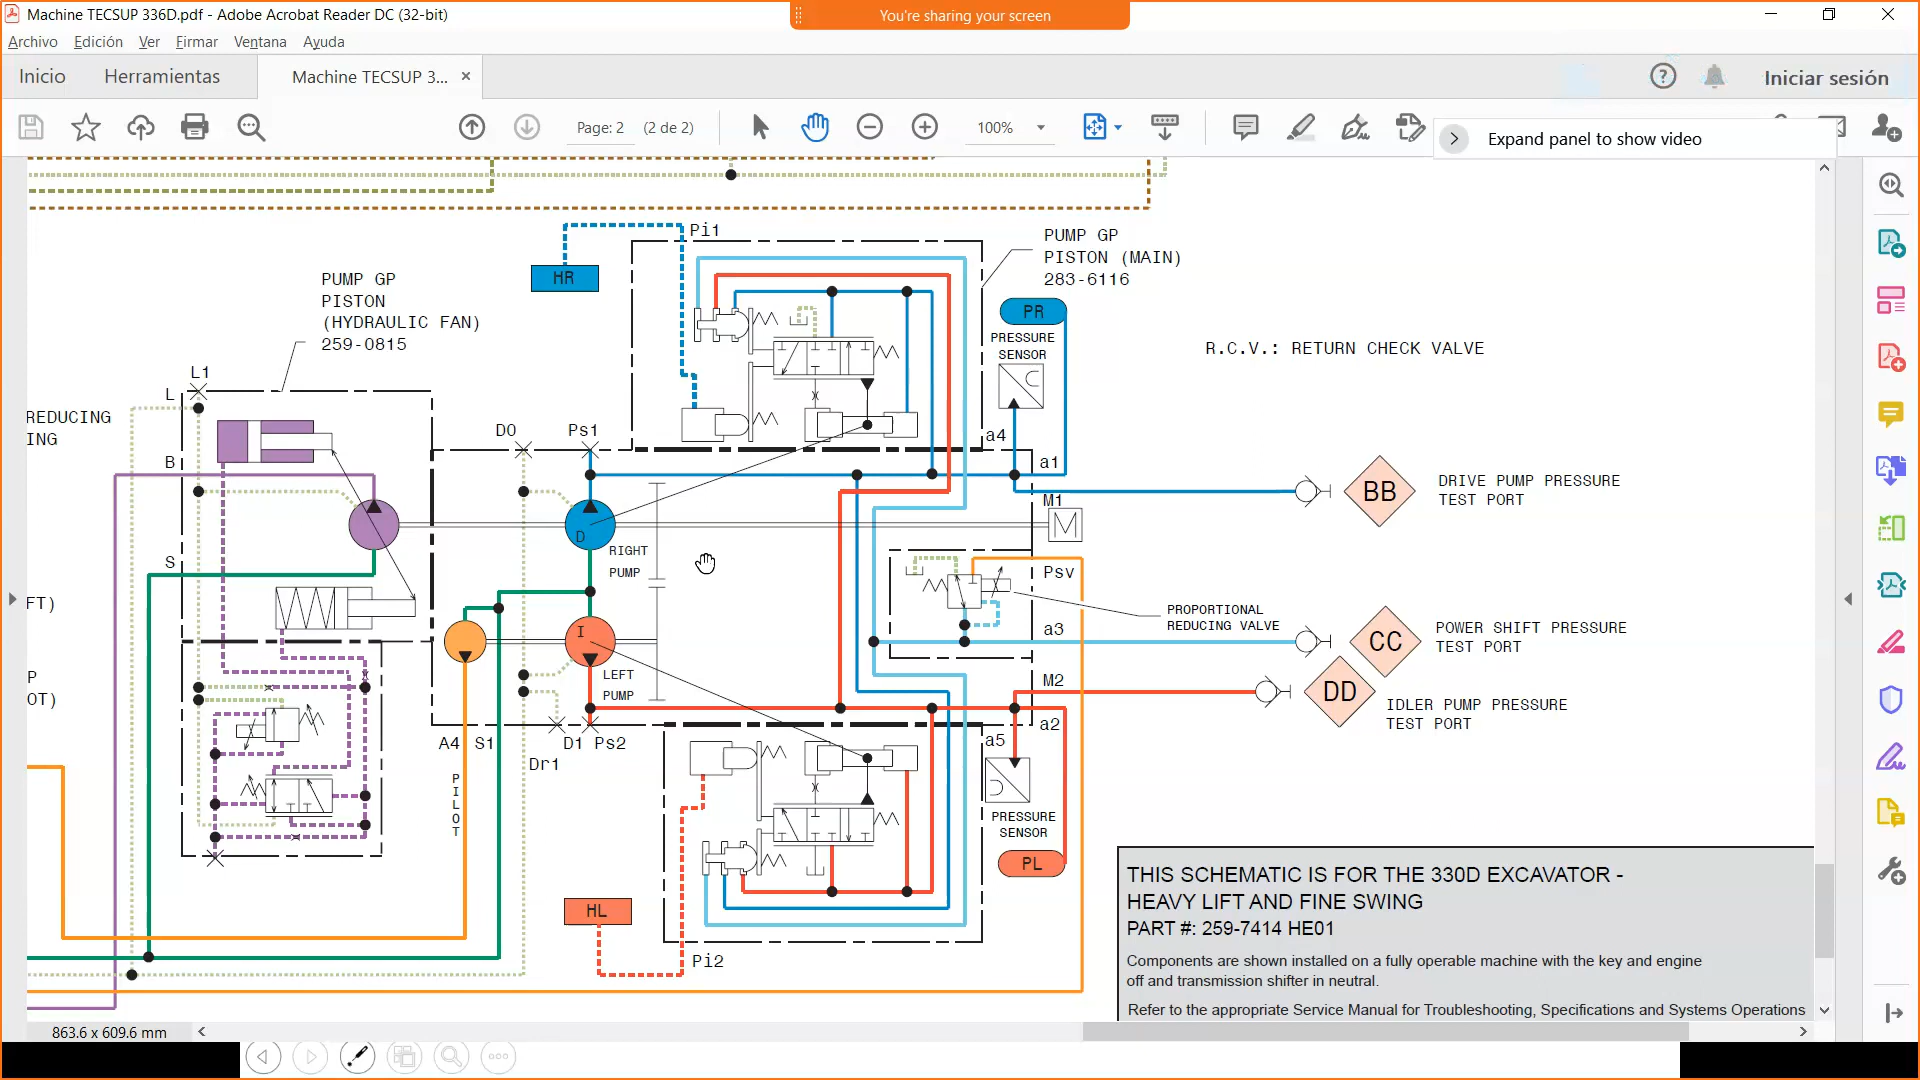 Machine TECSUP 336D.pdf - Adobe Acrobat Reader DC (32-bit)
You're sharing your screen
Archivo Edición Ver Firmar Ventana Ayuda
Inicio Herramientas Machine TECSUP 3... × Iniciar sesión
Page: 2 (2 de 2) 100%
Expand panel to show video
Pi1
PUMP GP
PISTON (MAIN)
283-6116
HR
PUMP GP
PISTON
(HYDRAULIC FAN)
259-0815
PR
PRESSURE
SENSOR
R.C.V.: RETURN CHECK VALVE
L1
L
REDUCING
ING
D0 Ps1
a4
B
a1
BB
DRIVE PUMP PRESSURE
TEST PORT
M1
M
D
RIGHT
PUMP
S
Psv
FT)
PROPORTIONAL
REDUCING VALVE
a3
CC
POWER SHIFT PRESSURE
TEST PORT
I
LEFT
PUMP
P
OT)
M2
DD
IDLER PUMP PRESSURE
TEST PORT
a2
A4 S1 D1 Ps2
a5
Dr1
PILOT
PRESSURE
SENSOR
PL
HL
Pi2
THIS SCHEMATIC IS FOR THE 330D EXCAVATOR -
HEAVY LIFT AND FINE SWING
PART #: 259-7414 HE01
Components are shown installed on a fully operable machine with the key and engine
off and transmission shifter in neutral.
Refer to the appropriate Service Manual for Troubleshooting, Specifications and Systems Operations
863.6 x 609.6 mm